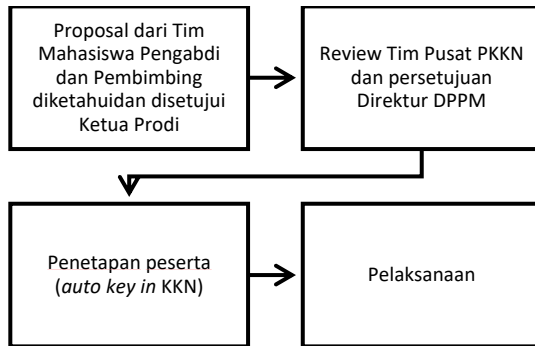 Proposal dari Tim
Mahasiswa Pengabdi
dan Pembimbing
diketahuidan disetujui
Ketua Prodi
Review Tim Pusat PKKN
dan persetujuan
Direktur DPPM
Penetapan peserta
(auto key in KKN)
Pelaksanaan